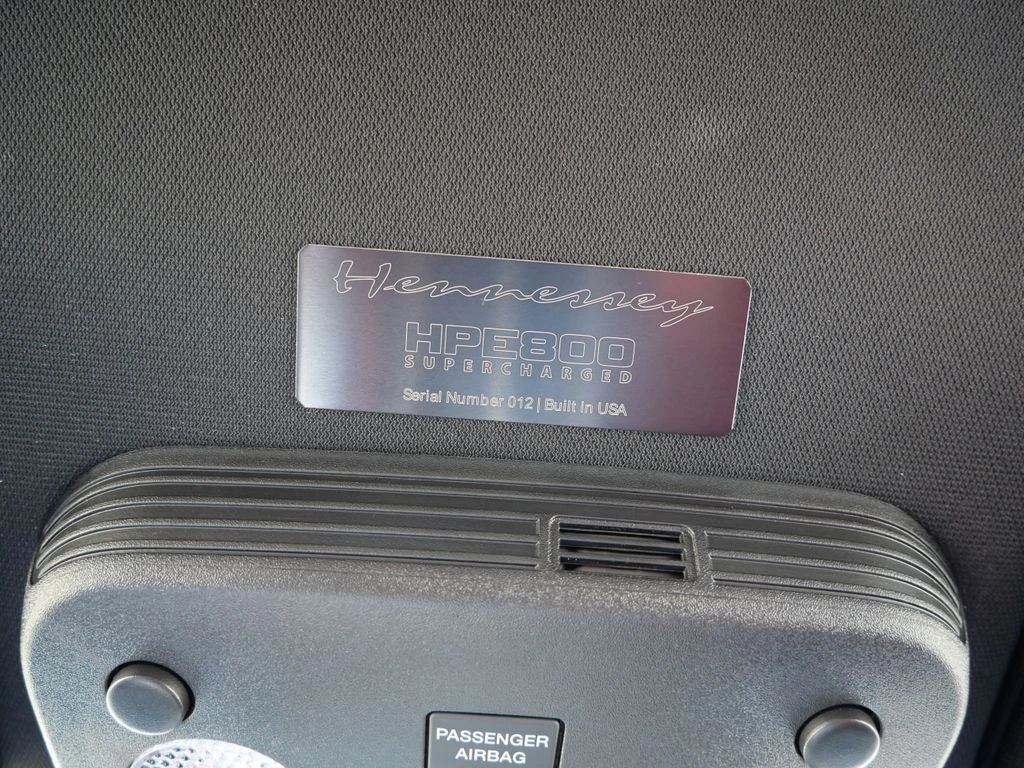 Hennessey
HPE800
SUPERCHARGED
Serial Number 012 | Built in USA
PASSENGER
AIRBAG